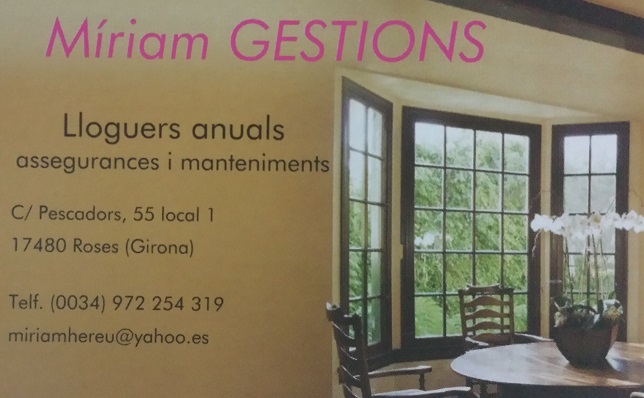 Míriam GESTIONS
Lloguers anuals
assegurances i manteniments
C/ Pescadors, 55 local 1
17480 Roses (Girona)
Telf. (0034) 972 254 319
miriamhereu@yahoo.es